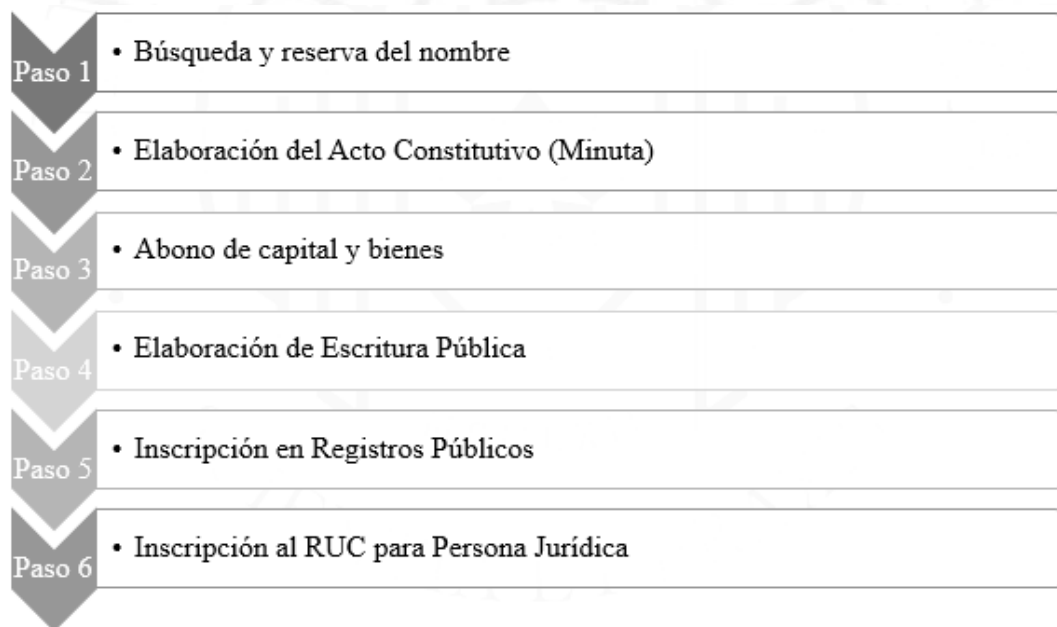 Paso 1
• Búsqueda y reserva del nombre
Paso 2
• Elaboración del Acto Constitutivo (Minuta)
Paso 3
• Abono de capital y bienes
Paso 4
• Elaboración de Escritura Pública
Paso 5
• Inscripción en Registros Públicos
Paso 6
• Inscripción al RUC para Persona Jurídica